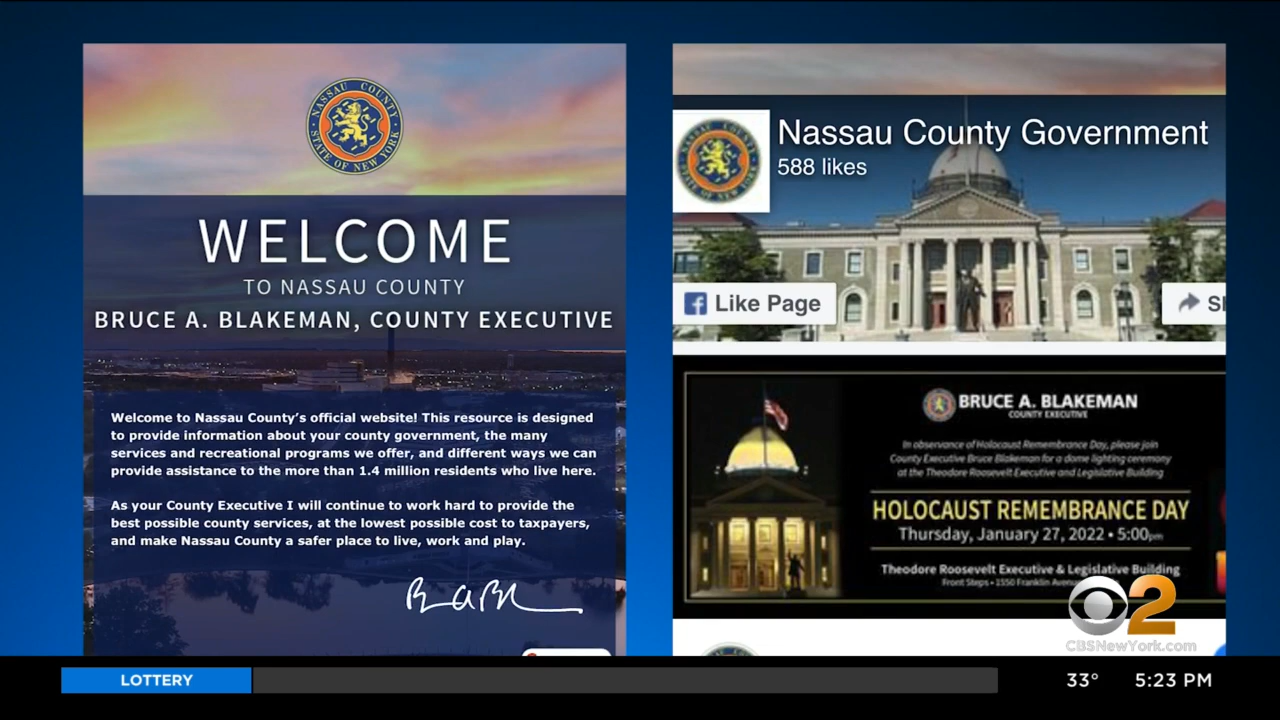 NASSAU COUNTY
STATE OF NEW YORK
WELCOME
TO NASSAU COUNTY
BRUCE A. BLAKEMAN, COUNTY EXECUTIVE
Welcome to Nassau County's official website! This resource is designed
to provide information about your county government, the many
services and recreational programs we offer, and different ways we can
provide assistance to the more than 1.4 million residents who live here.
As your County Executive I will continue to work hard to provide the
best possible county services, at the lowest possible cost to taxpayers,
and make Nassau County a safer place to live, work and play.
Nassau County Government
588 likes
Like Page
BRUCE A. BLAKEMAN
COUNTY EXECUTIVE
In observance of Holocaust Remembrance Day, please join
County Executive Bruce Blakeman for a dome lighting ceremony
at the Theodore Roosevelt Executive and Legislative Building
HOLOCAUST REMEMBRANCE DAY
Thursday, January 27, 2022 • 5:00pm
Theodore Roosevelt Executive & Legislative Building
Front Steps • 1550 Franklin
2
CBSNewYork.com
LOTTERY
33° 5:23 PM